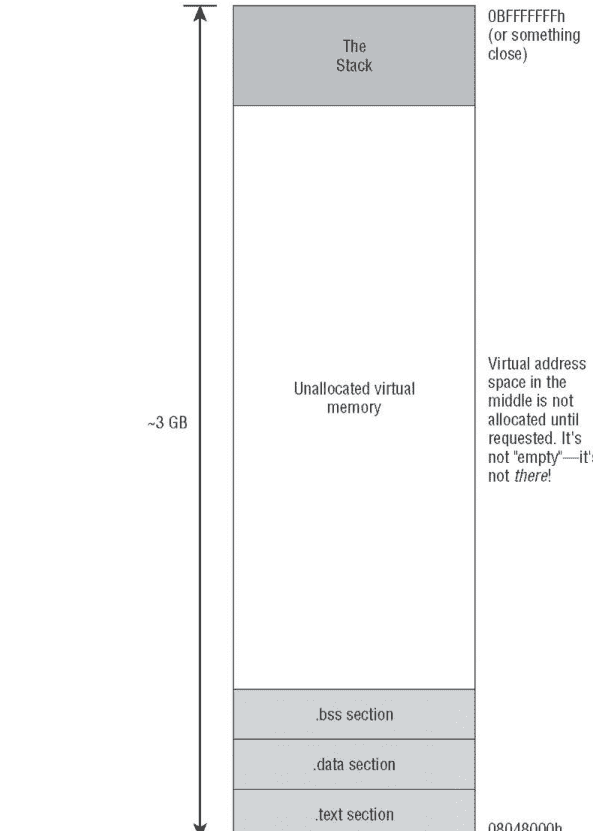 The
Stack
0BFFFFFFh
(or something
close)
~3 GB
Unallocated virtual
memory
Virtual address
space in the
middle is not
allocated until
requested. It's
not "empty"—it's
not there!
.bss section
.data section
.text section
08048000h